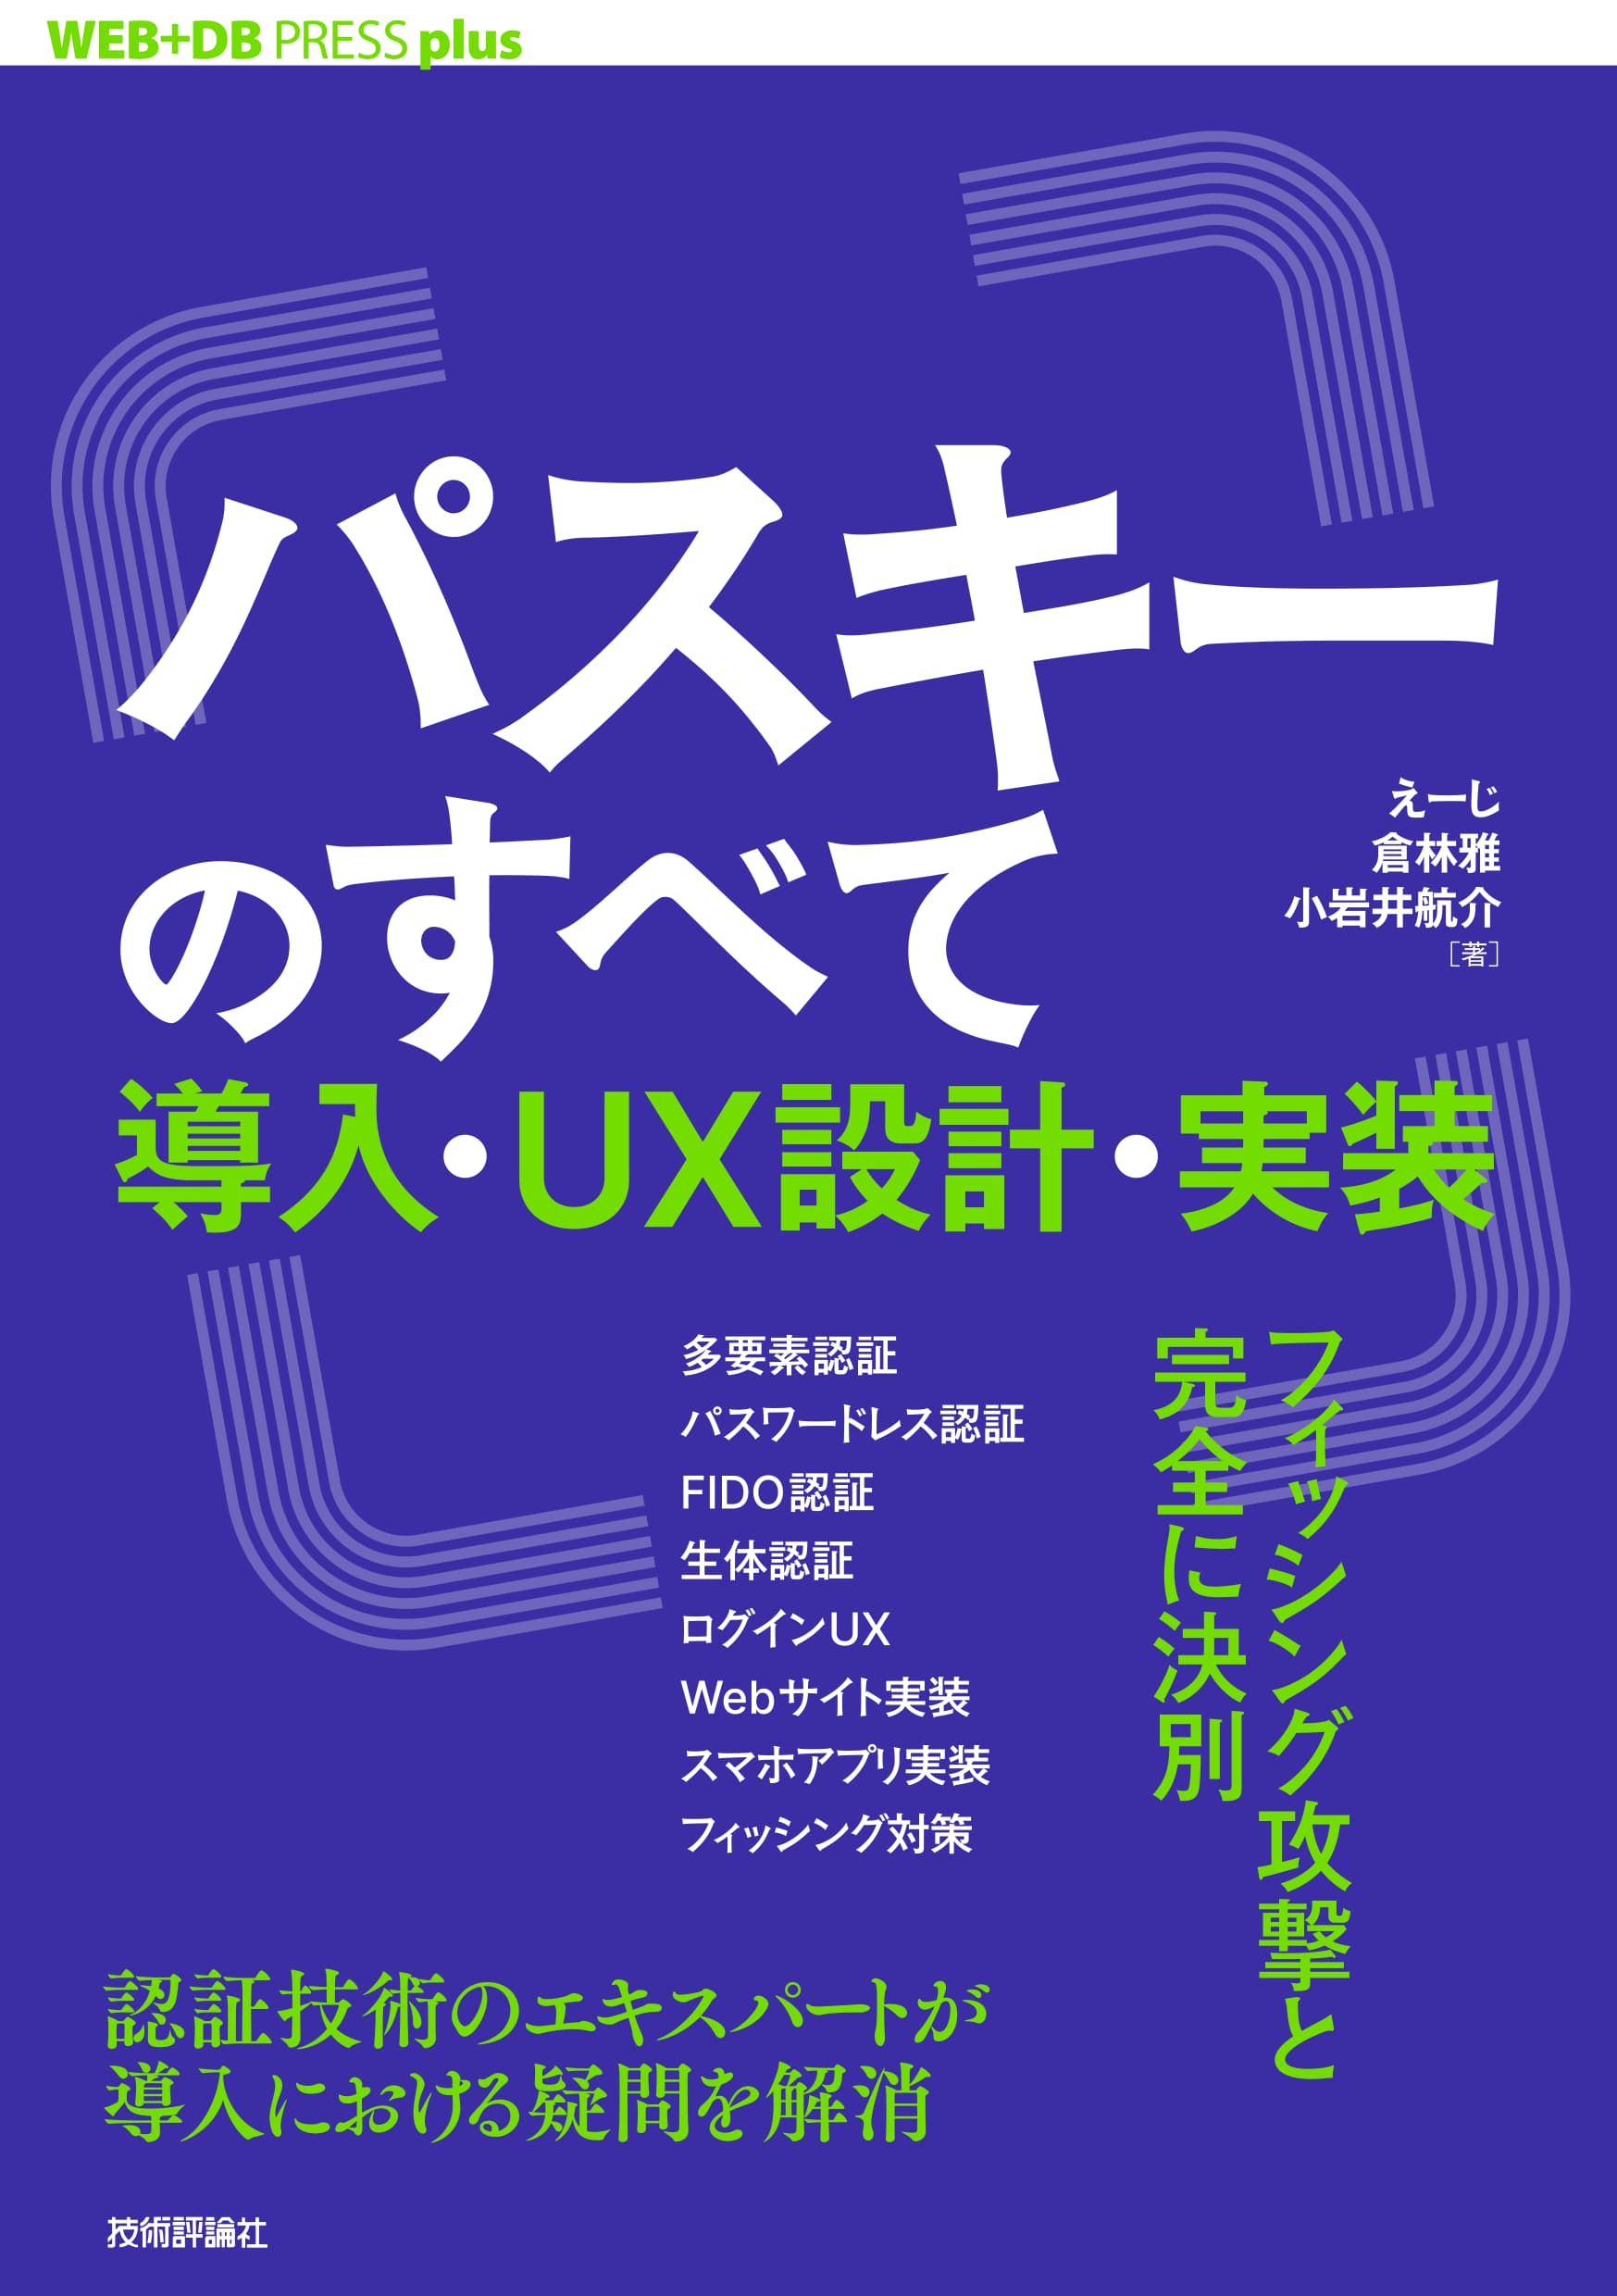 WEB+DB PRESS plus
パスキー
のすべて
えーじ
倉林雅
小岩井航介
［著］
導入・UX設計・実装
フィッシング攻撃と
完全に決別
多要素認証
パスワードレス認証
FIDO認証
生体認証
ログインUX
Webサイト実装
スマホアプリ実装
フィッシング対策
認証技術のエキスパートが
導入における疑問を解消
技術評論社